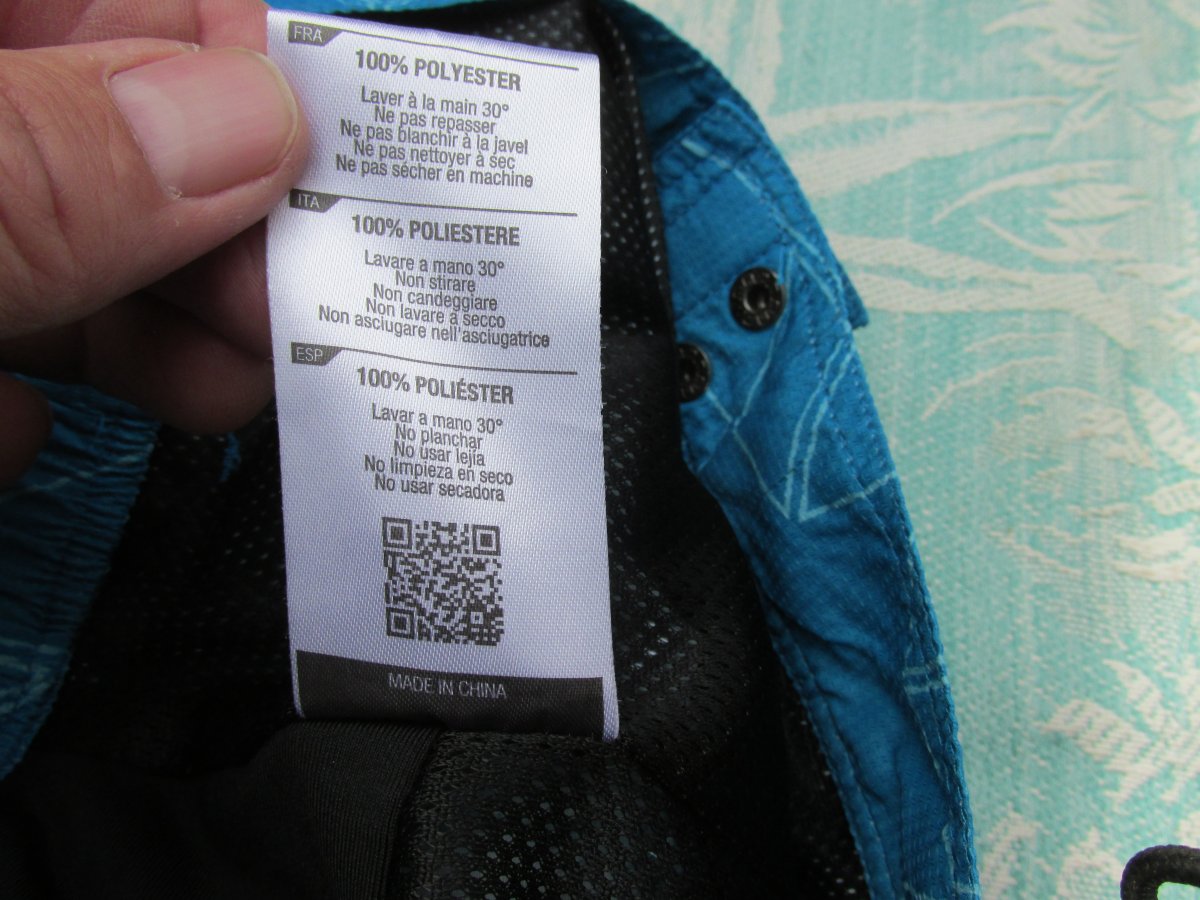 FRA
100% POLYESTER
Laver à la main 30°
Ne pas repasser
Ne pas blanchir à la javel
Ne pas nettoyer à sec
Ne pas sécher en machine
ITA
100% POLIESTERE
Lavare a mano 30°
Non stirare
Non candeggiare
Non lavare a secco
Non asciugare nell'asciugatrice
ESP
100% POLIÉSTER
Lavar a mano 30°
No planchar
No usar lejia
No limpieza en seco
No usar secadora
MADE IN CHINA